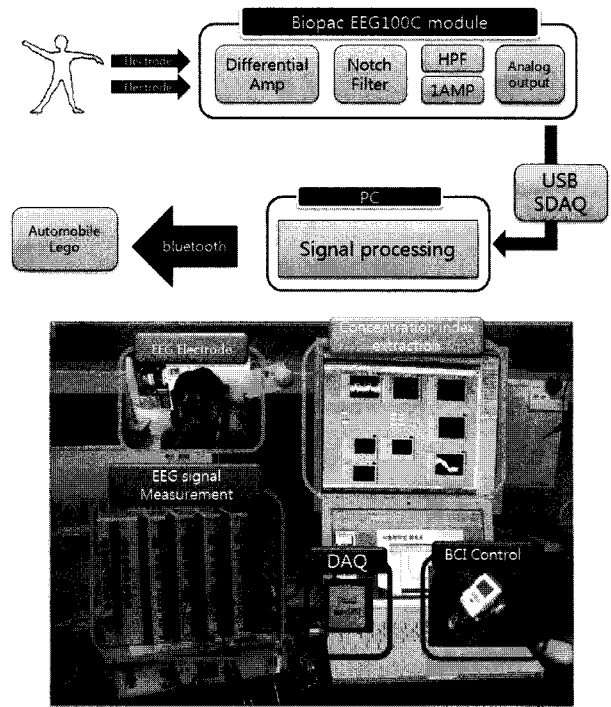 Biopac EEG100C module
Electrode
Electrode
Differential
Amp
Notch
Filter
HPF
1AMP
Analog
output
USB
SDAQ
PC
Signal processing
bluetooth
Automobile
Lego
EEG Electrode
Concentration index
extraction
EEG signal
Measurement
DAQ
BCI Control